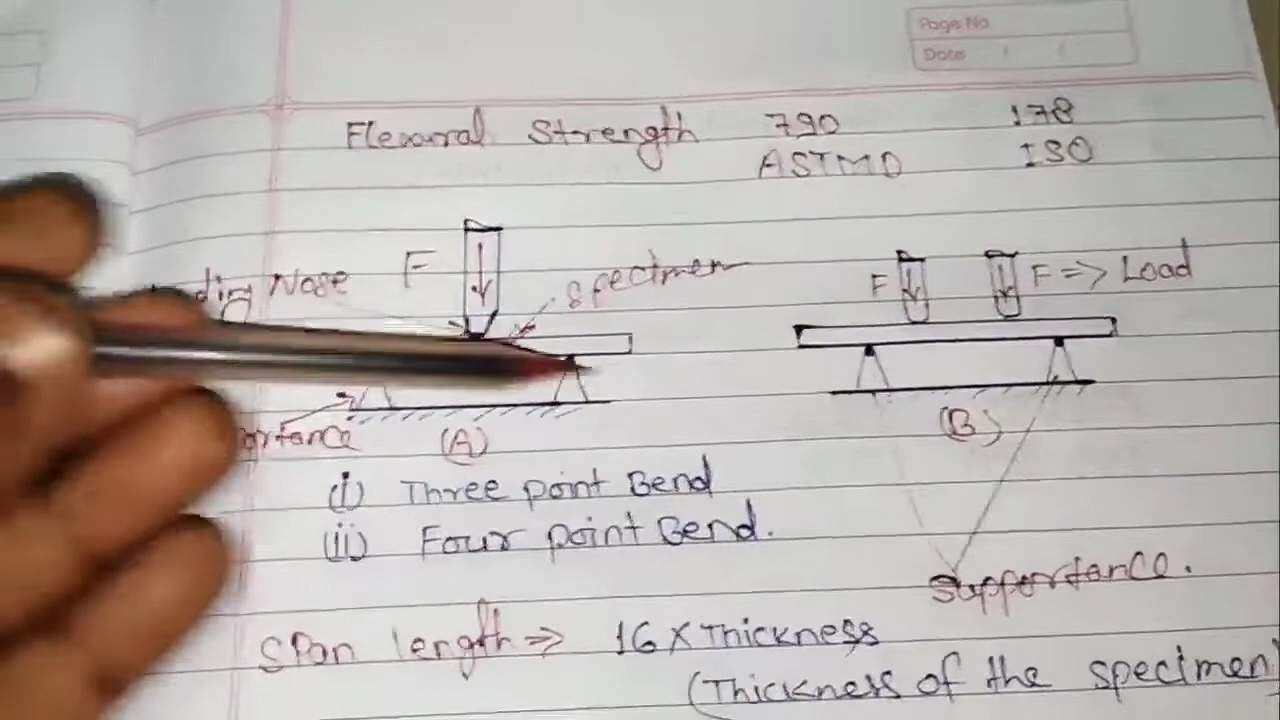 Page No
Date / /
Flexural Strength 790 178
ASTMD ISO
Nose F specimen F F => Load
(A) (B)
(i) Three point Bend
(ii) Four point Bend.
Supportance.
Span length => 16 X Thickness
(Thickness of the specimen)